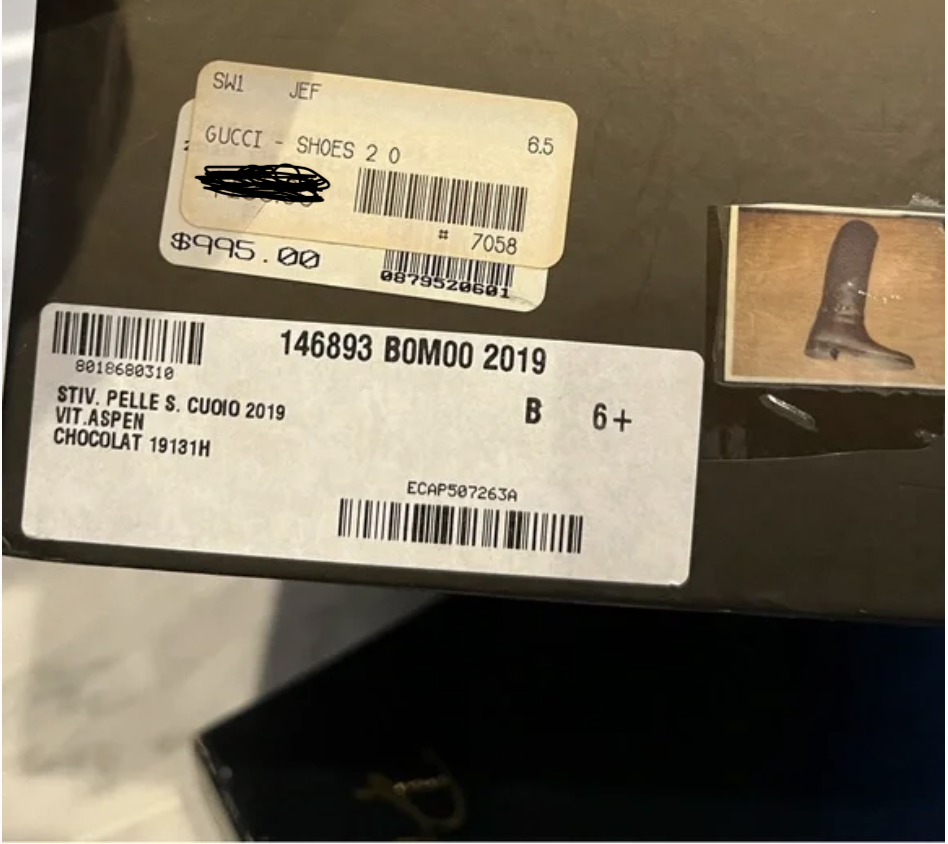 SW1 JEF
GUCCI - SHOES 2 0 6.5
# 7058
$995.00
0879520601
146893 BOMOO 2019
8018680310
STIV. PELLE S. CUOIO 2019
B 6+
VIT.ASPEN
CHOCOLAT 19131H
ECAP507263A